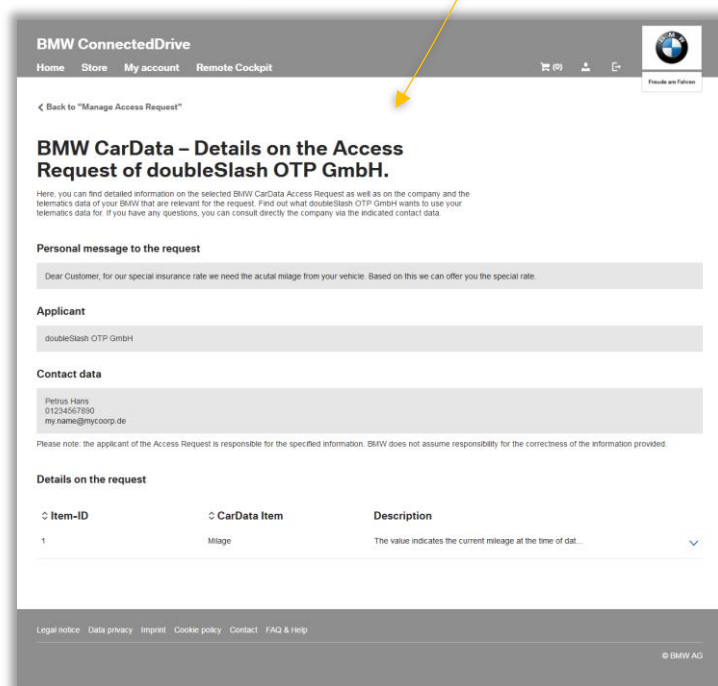 BMW ConnectedDrive
Home Store My account Remote Cockpit (0)
BMW
Freude am Fahren
Back to "Manage Access Request"
BMW CarData – Details on the Access
Request of doubleSlash OTP GmbH.
Here, you can find detailed information on the selected BMW CarData Access Request as well as on the company and the
telematics data of your BMW that are relevant for the request. Find out what doubleSlash OTP GmbH wants to use your
telematics data for. If you have any questions, you can consult directly the company via the indicated contact data.
Personal message to the request
Dear Customer, for our special insurance rate we need the acutal milage from your vehicle. Based on this we can offer you the special rate.
Applicant
doubleSlash OTP GmbH
Contact data
Petrus Hans
01234567890
my.name@mycoorp.de
Please note: the applicant of the Access Request is responsible for the specified information. BMW does not assume responsibility for the correctness of the information provided.
Details on the request
Item-ID CarData Item Description
1 Milage The value indicates the current mileage at the time of dat...
Legal notice Data privacy Imprint Cookie policy Contact FAQ & Help
© BMW AG